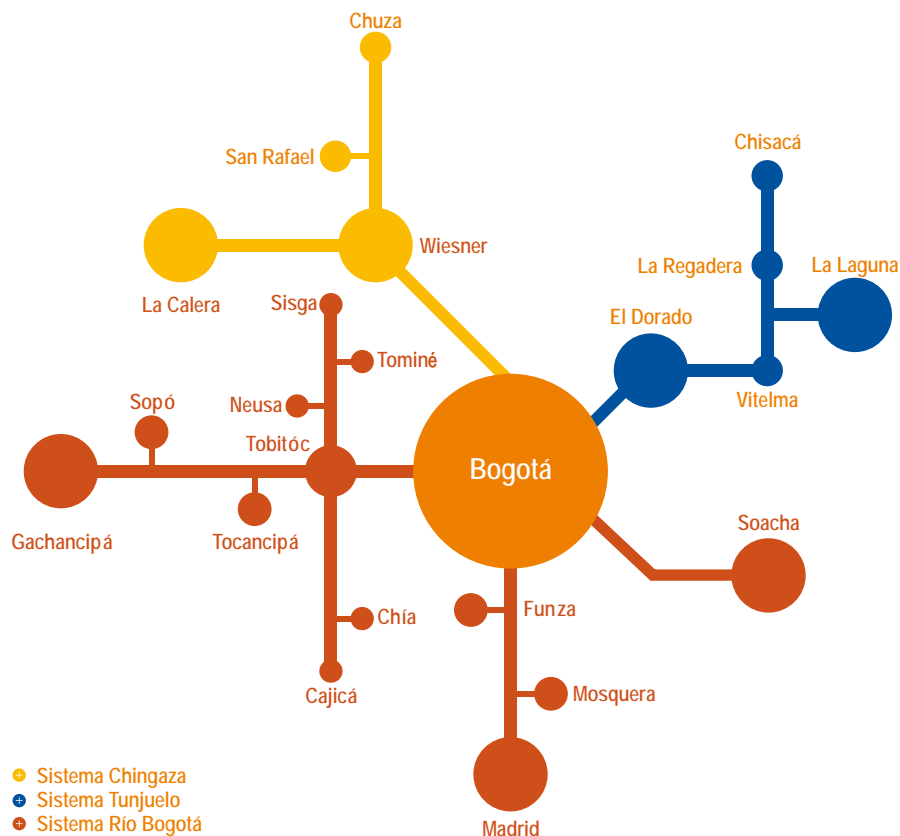 Chuza
San Rafael
Chisacá
Wiesner
La Regadera
La Laguna
La Calera
Sisga
El Dorado
Tominé
Neusa
Vitelma
Sopó
Tobitóc
Bogotá
Gachancipá
Tocancipá
Soacha
Funza
Chía
Cajicá
Mosquera
Sistema Chingaza
Sistema Tunjuelo
Sistema Río Bogotá
Madrid